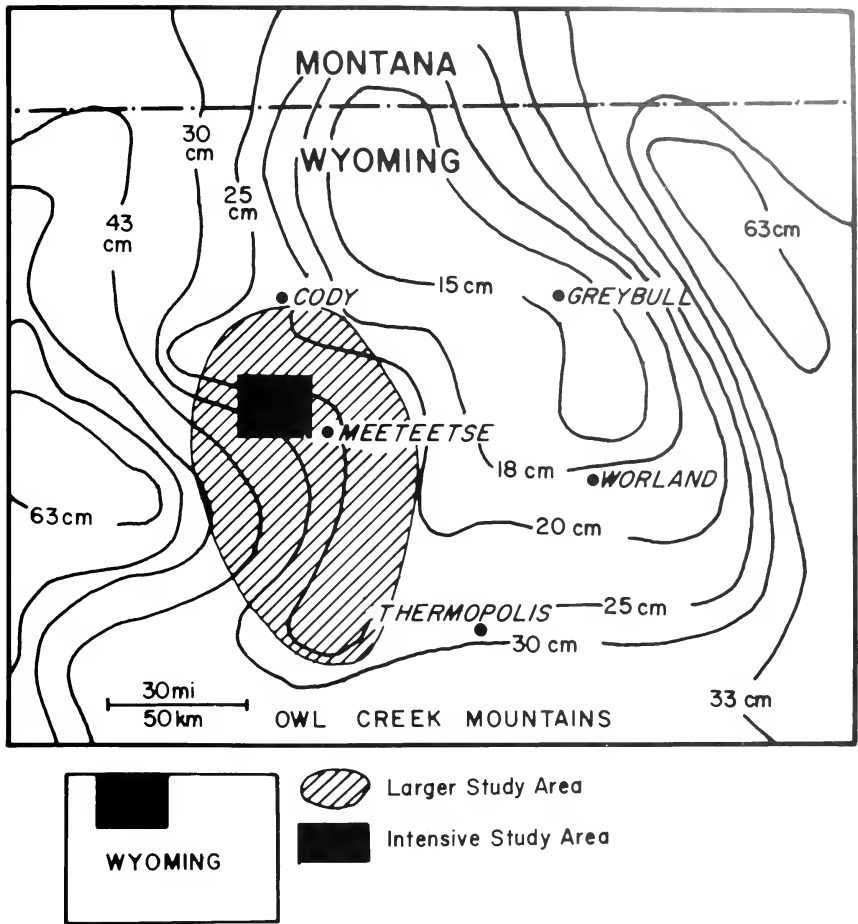 MONTANA
WYOMING
30
cm
25
cm
43
cm
63cm
CODY
15 cm
GREYBULL
MEETEETSE
18 cm
WORLAND
63cm
20 cm
THERMOPOLIS
25 cm
30 cm
33 cm
30mi
50km
OWL CREEK MOUNTAINS
Larger Study Area
Intensive Study Area
WYOMING